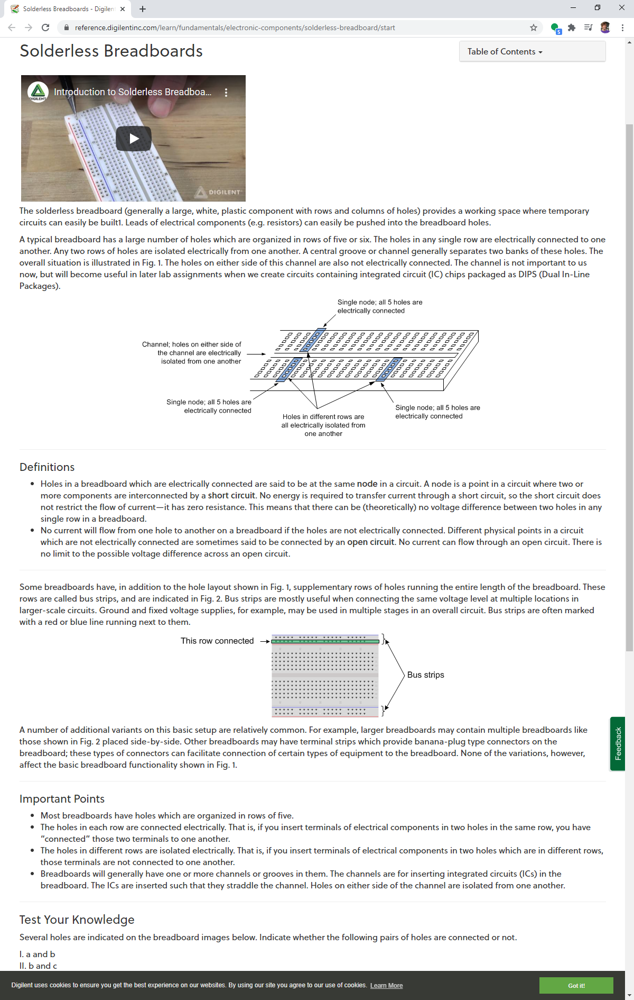 Solderless Breadboards - Digilent
reference.digilentinc.com/learn/fundamentals/electronic-components/solderless-breadboard/start
5
Solderless Breadboards
Table of Contents
DIGILENT
Introduction to Solderless Breadboa...
DIGILENT
The solderless breadboard (generally a large, white, plastic component with rows and columns of holes) provides a working space where temporary
circuits can easily be built1. Leads of electrical components (e.g. resistors) can easily be pushed into the breadboard holes.
A typical breadboard has a large number of holes which are organized in rows of five or six. The holes in any single row are electrically connected to one
another. Any two rows of holes are isolated electrically from one another. A central groove or channel generally separates two banks of these holes. The
overall situation is illustrated in Fig. 1. The holes on either side of this channel are also not electrically connected. The channel is not important to us
now, but will become useful in later lab assignments when we create circuits containing integrated circuit (IC) chips packaged as DIPS (Dual In-Line
Packages).
Single node; all 5 holes are
electrically connected
Channel; holes on either side of
the channel are electrically
isolated from one another
Single node; all 5 holes are
electrically connected
Holes in different rows are
all electrically isolated from
one another
Single node; all 5 holes are
electrically connected
Definitions
• Holes in a breadboard which are electrically connected are said to be at the same node in a circuit. A node is a point in a circuit where two or
more components are interconnected by a short circuit. No energy is required to transfer current through a short circuit, so the short circuit does
not restrict the flow of current—it has zero resistance. This means that there can be (theoretically) no voltage difference between two holes in any
single row in a breadboard.
• No current will flow from one hole to another on a breadboard if the holes are not electrically connected. Different physical points in a circuit
which are not electrically connected are sometimes said to be connected by an open circuit. No current can flow through an open circuit. There is
no limit to the possible voltage difference across an open circuit.
Some breadboards have, in addition to the hole layout shown in Fig. 1, supplementary rows of holes running the entire length of the breadboard. These
rows are called bus strips, and are indicated in Fig. 2. Bus strips are mostly useful when connecting the same voltage level at multiple locations in
larger-scale circuits. Ground and fixed voltage supplies, for example, may be used in multiple stages in an overall circuit. Bus strips are often marked
with a red or blue line running next to them.
This row connected
Bus strips
A number of additional variants on this basic setup are relatively common. For example, larger breadboards may contain multiple breadboards like
those shown in Fig. 2 placed side-by-side. Other breadboards may have terminal strips which provide banana-plug type connectors on the
breadboard; these types of connectors can facilitate connection of certain types of equipment to the breadboard. None of the variations, however,
affect the basic breadboard functionality shown in Fig. 1.
Feedback
Important Points
• Most breadboards have holes which are organized in rows of five.
• The holes in each row are connected electrically. That is, if you insert terminals of electrical components in two holes in the same row, you have
“connected” those two terminals to one another.
• The holes in different rows are isolated electrically. That is, if you insert terminals of electrical components in two holes which are in different rows,
those terminals are not connected to one another.
• Breadboards will generally have one or more channels or grooves in them. The channels are for inserting integrated circuits (ICs) in the
breadboard. The ICs are inserted such that they straddle the channel. Holes on either side of the channel are isolated from one another.
Test Your Knowledge
Several holes are indicated on the breadboard images below. Indicate whether the following pairs of holes are connected or not.
I. a and b
II. b and c
Digilent uses cookies to ensure you get the best experience on our websites. By using our site you agree to our use of cookies. Learn More
Got it!